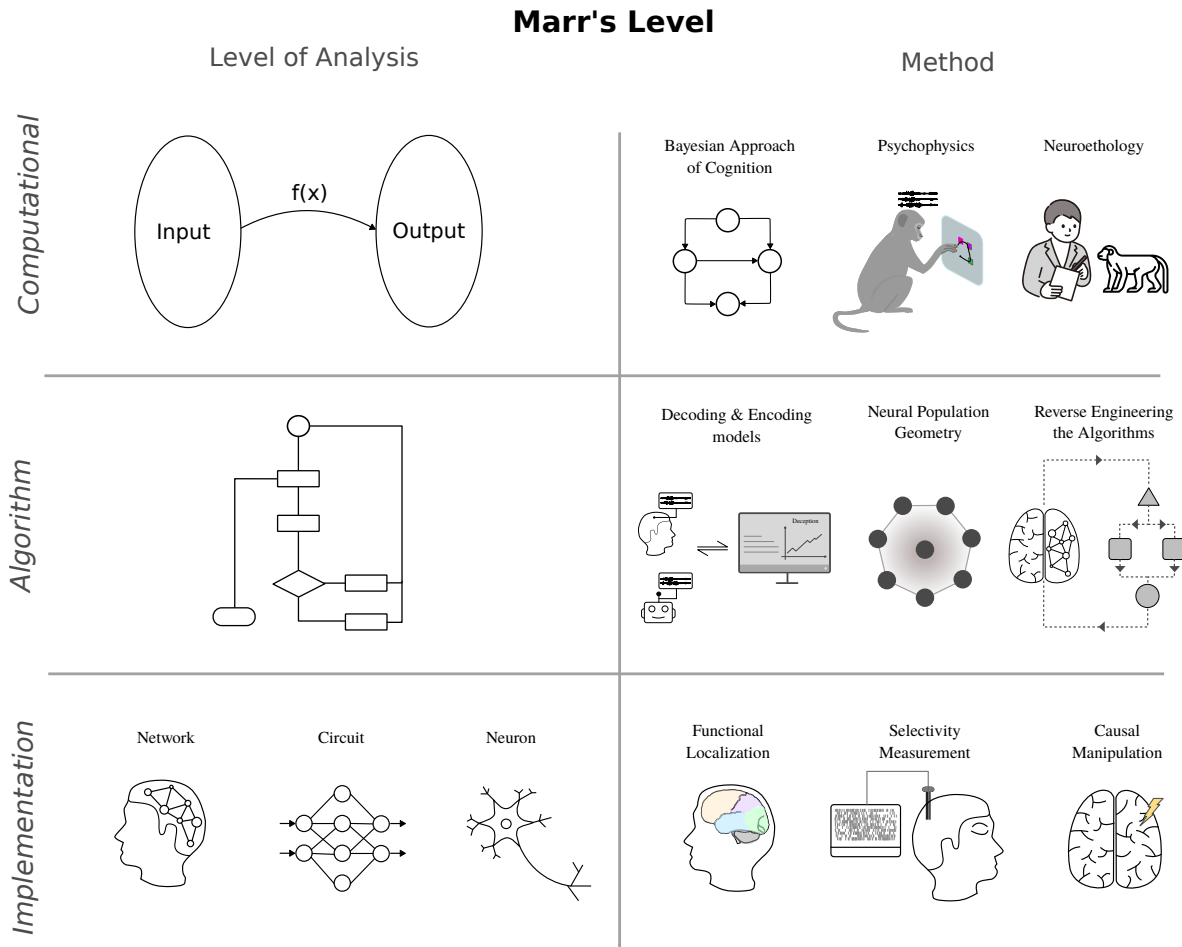 Marr's Level
Level of Analysis
Method
Computational
Input
f(x)
Output
Bayesian Approach
of Cognition
Psychophysics
Neuroethology
Algorithm
Decoding & Encoding
models
Deception
Neural Population
Geometry
Reverse Engineering
the Algorithms
Implementation
Network
Circuit
Neuron
Functional
Localization
Selectivity
Measurement
Causal
Manipulation